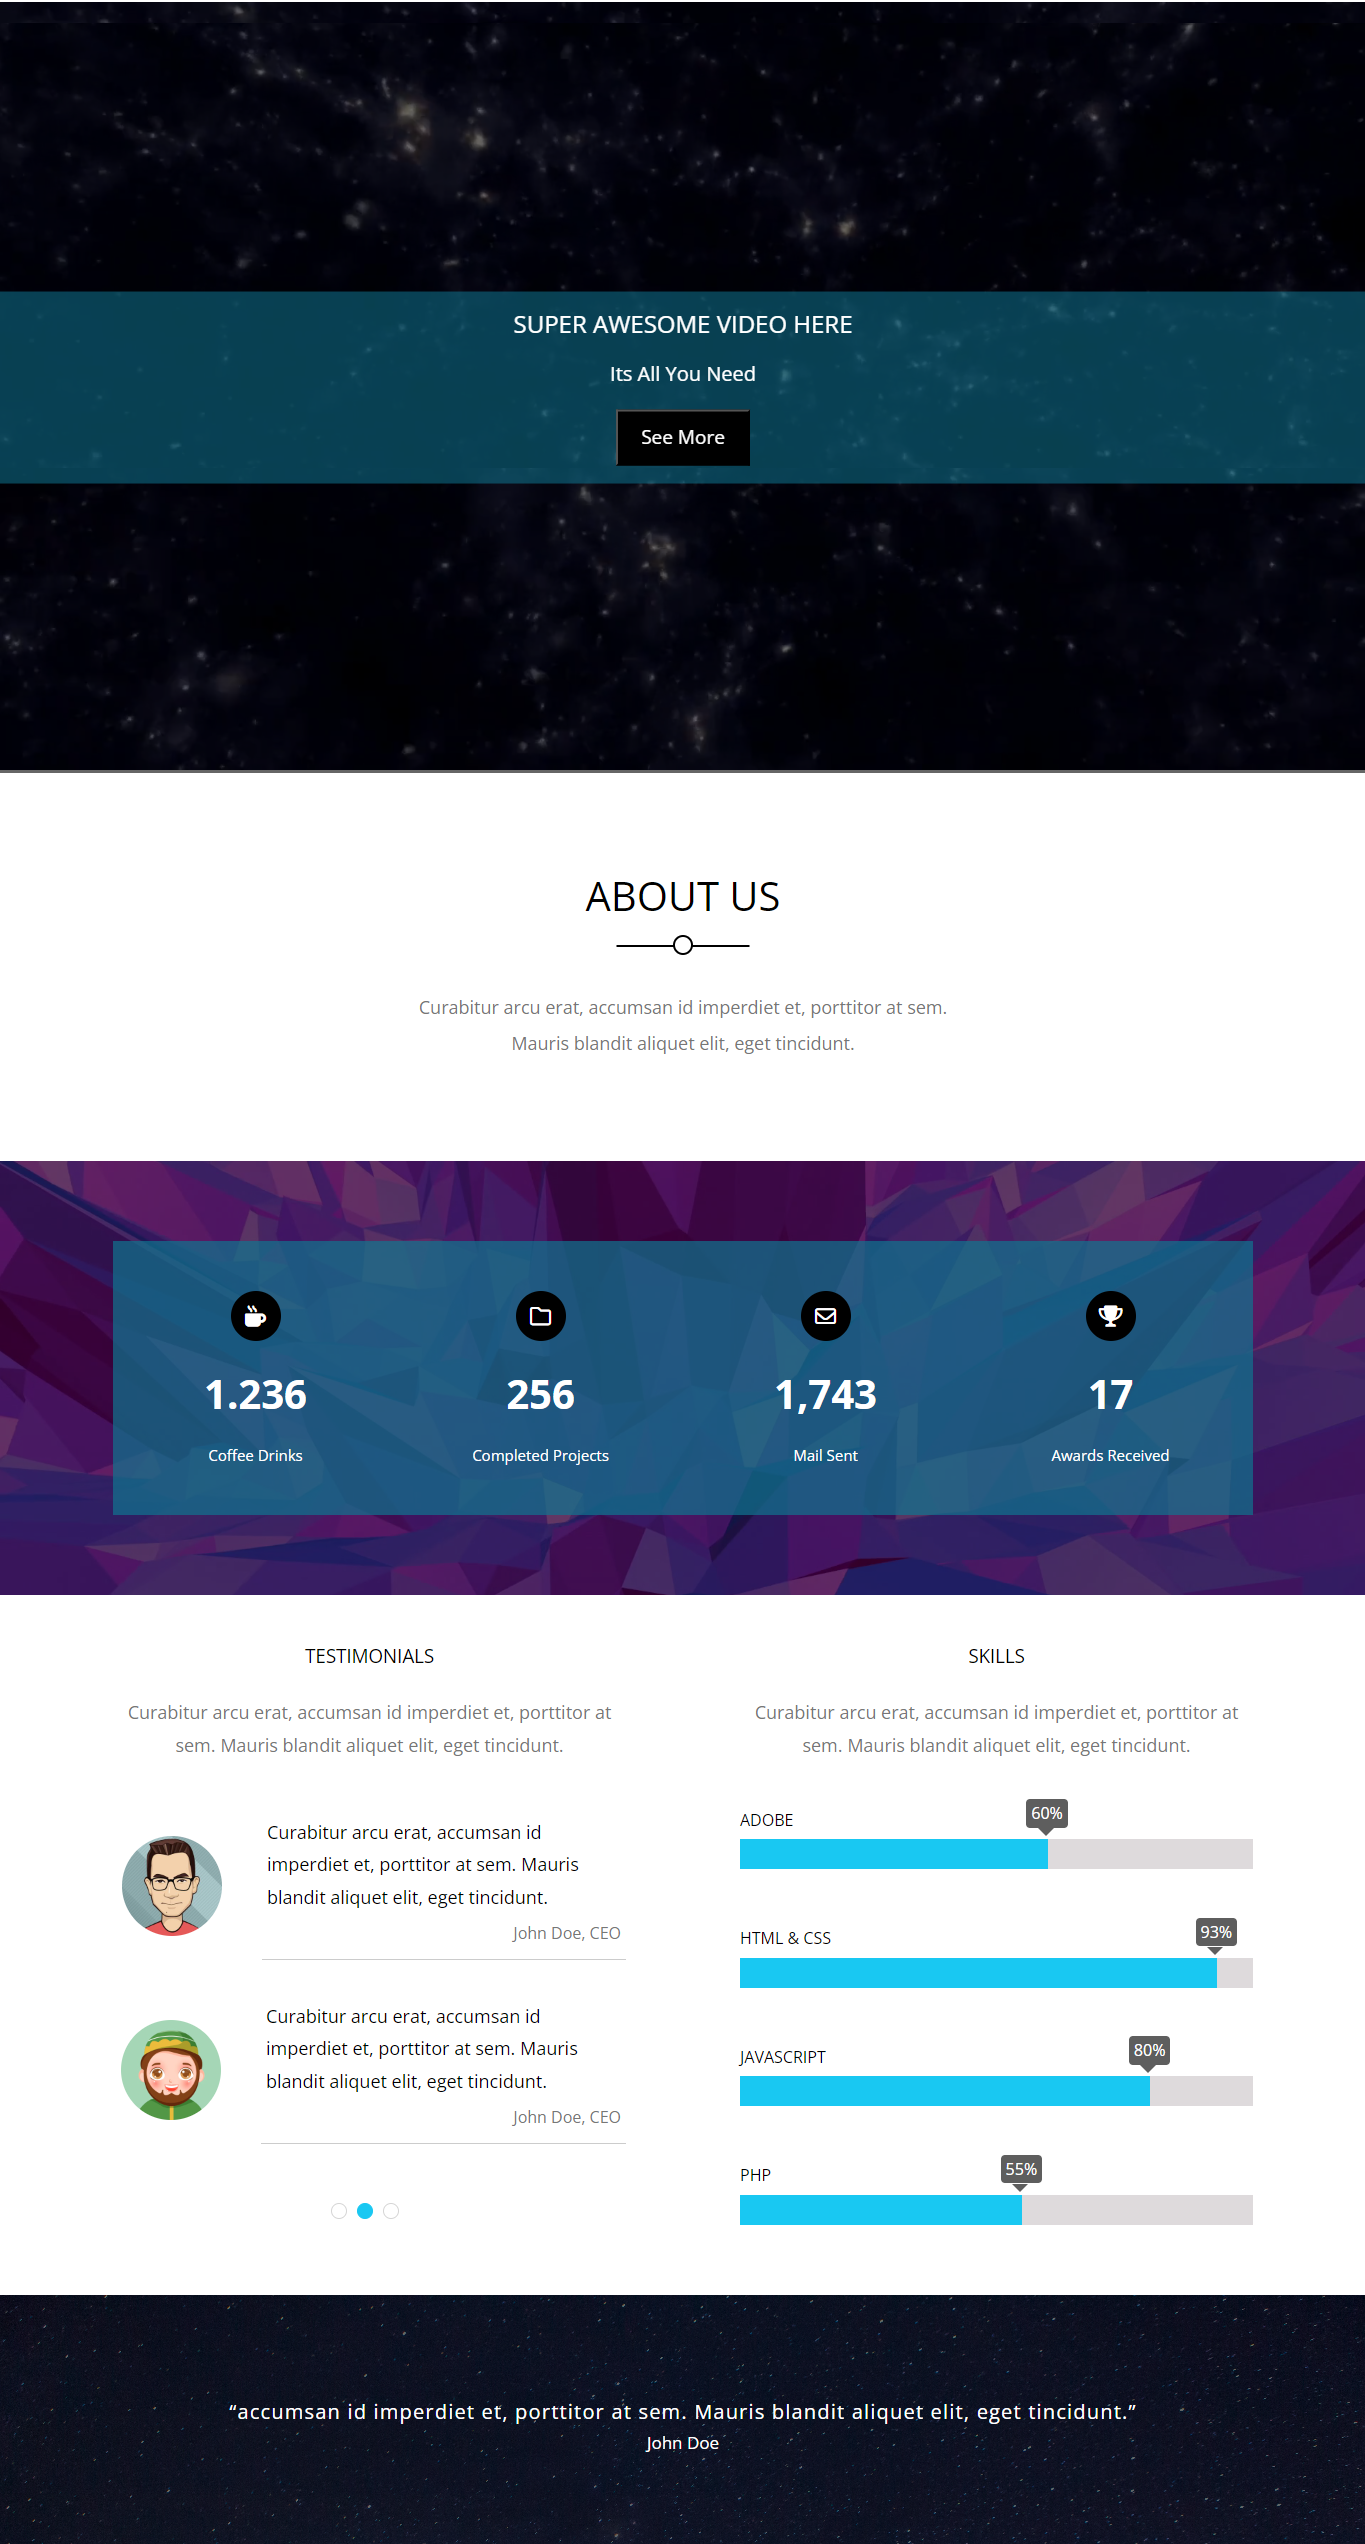 SUPER AWESOME VIDEO HERE
Its All You Need
See More
ABOUT US
Curabitur arcu erat, accumsan id imperdiet et, porttitor at sem.
Mauris blandit aliquet elit, eget tincidunt.
1.236
Coffee Drinks
256
Completed Projects
1,743
Mail Sent
17
Awards Received
TESTIMONIALS
Curabitur arcu erat, accumsan id imperdiet et, porttitor at
sem. Mauris blandit aliquet elit, eget tincidunt.
Curabitur arcu erat, accumsan id
imperdiet et, porttitor at sem. Mauris
blandit aliquet elit, eget tincidunt.
John Doe, CEO
Curabitur arcu erat, accumsan id
imperdiet et, porttitor at sem. Mauris
blandit aliquet elit, eget tincidunt.
John Doe, CEO
SKILLS
Curabitur arcu erat, accumsan id imperdiet et, porttitor at
sem. Mauris blandit aliquet elit, eget tincidunt.
ADOBE
60%
HTML & CSS
93%
JAVASCRIPT
80%
PHP
55%
“accumsan id imperdiet et, porttitor at sem. Mauris blandit aliquet elit, eget tincidunt.”
John Doe